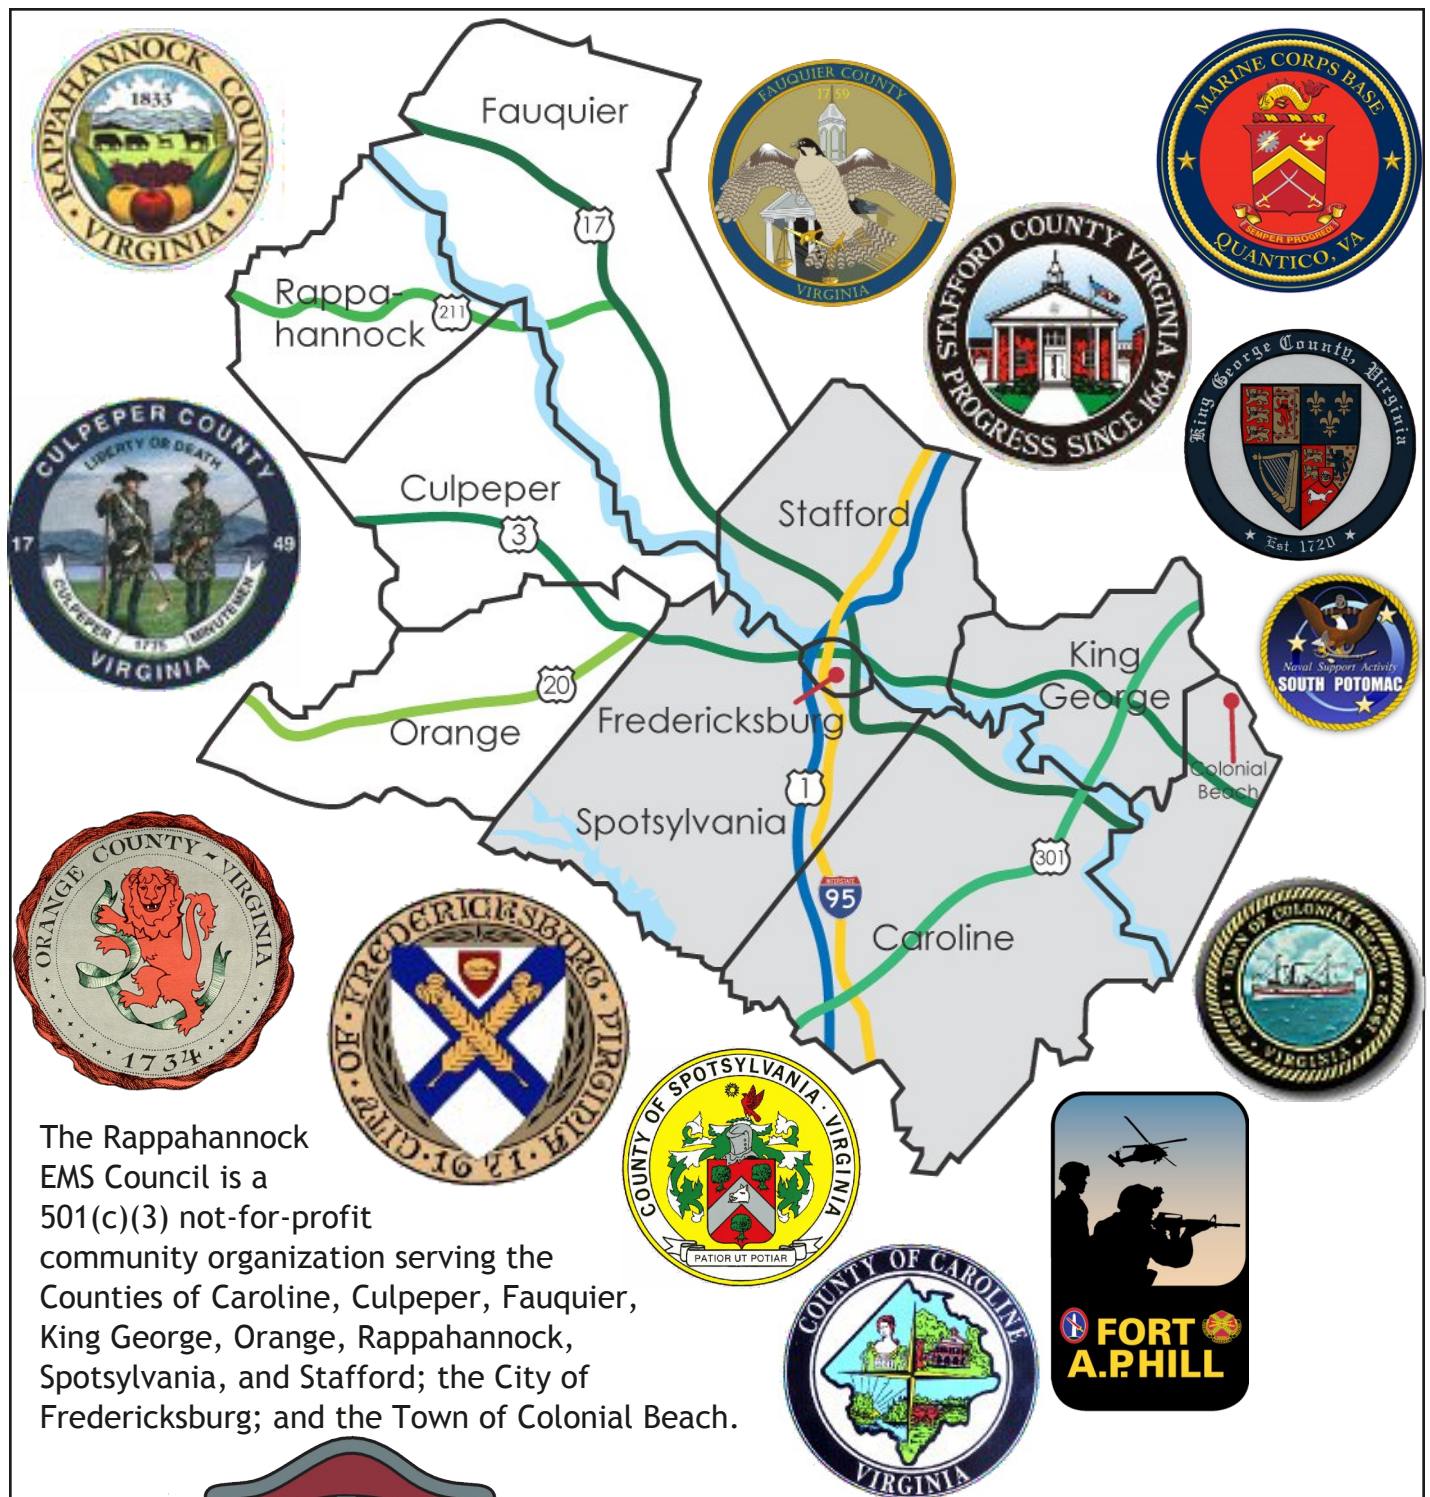 RAPPAHANNOCK COUNTY
1833
VIRGINIA
FAUQUIER COUNTY
1759
VIRGINIA
MARINE CORPS BASE
SEMPER PROGREDI
QUANTICO, VA
STAFFORD COUNTY VIRGINIA
PROGRESS SINCE 1664
King George County, Virginia
Est. 1720
CULPEPER COUNTY
LIBERTY OR DEATH
17 49
CULPEPER 1775 MINUTEMEN
VIRGINIA
Naval Support Activity
SOUTH POTOMAC
Fauquier
17
Rappa-
hannock
211
Culpeper
3
Stafford
King
George
20
Orange
Fredericksburg
Colonial
Beach
1
Spotsylvania
301
INTERSTATE
95
Caroline
ORANGE COUNTY ~ VIRGINIA
1734
CITY · OF · FREDERICKSBURG · VIRGINIA
1671
TOWN OF COLONIAL BEACH
VIRGINIA
COUNTY OF SPOTSYLVANIA · VIRGINIA
PATIOR UT POTIAR
COUNTY OF CAROLINE
VIRGINIA
FORT
A.P. HILL
The Rappahannock
EMS Council is a
501(c)(3) not-for-profit
community organization serving the
Counties of Caroline, Culpeper, Fauquier,
King George, Orange, Rappahannock,
Spotsylvania, and Stafford; the City of
Fredericksburg; and the Town of Colonial Beach.